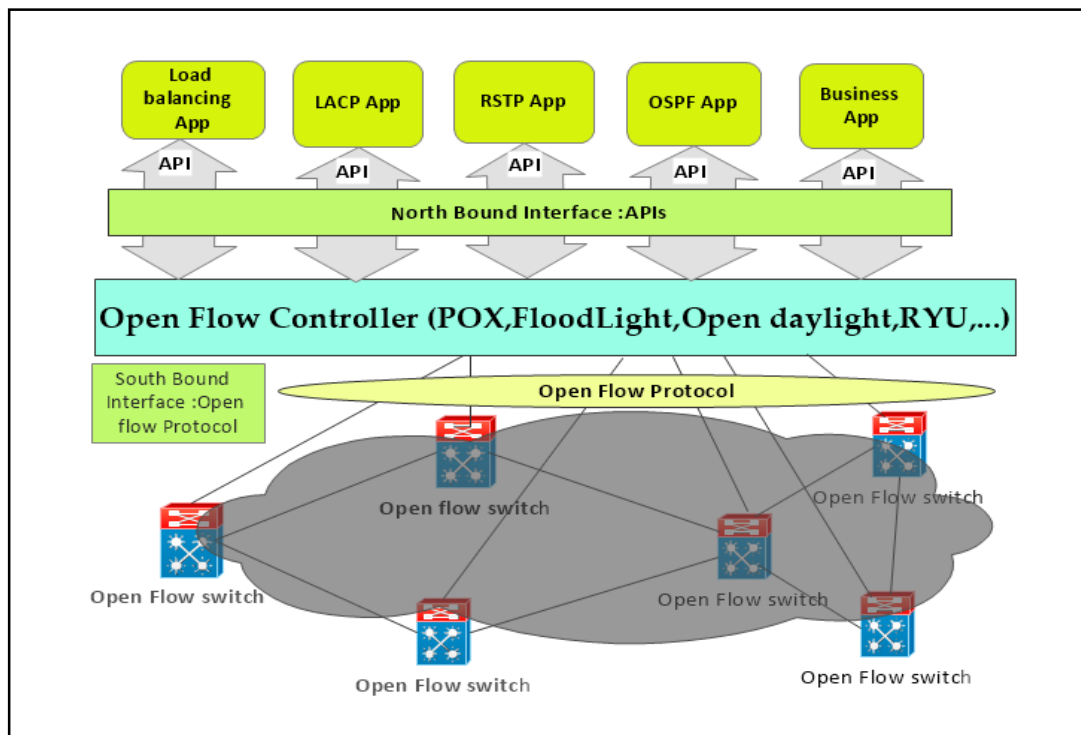 Load
balancing
App
LACP App
RSTP App
OSPF App
Business
App
API
API
API
API
API
North Bound Interface :APIs
Open Flow Controller (POX,FloodLight,Open daylight,RYU,...)
South Bound
Interface :Open
flow Protocol
Open Flow Protocol
Open flow switch
Open Flow switch
Open Flow switch
Open Flow switch
Open Flow switch
Open Flow switch